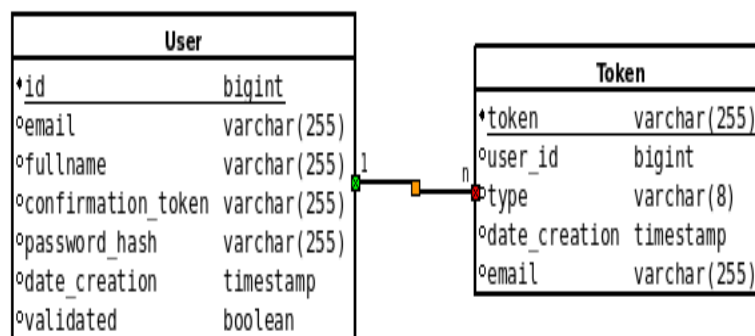 User
id bigint
email varchar(255)
fullname varchar(255)
confirmation_token varchar(255)
password_hash varchar(255)
date_creation timestamp
validated boolean
1
n
Token
token varchar(255)
user_id bigint
type varchar(8)
date_creation timestamp
email varchar(255)